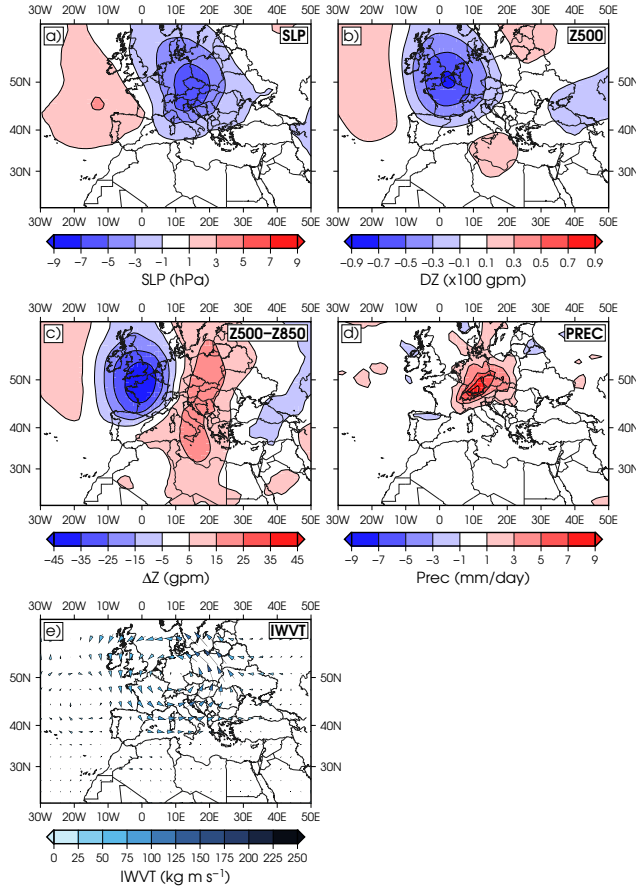 30W 20W 10W 0 10E 20E 30E 40E 50E
a) SLP
50N
40N
30N
30W 20W 10W 0 10E 20E 30E 40E 50E
−9 −7 −5 −3 −1 1 3 5 7 9
SLP (hPa)
30W 20W 10W 0 10E 20E 30E 40E 50E
b) Z500
50N
40N
30N
30W 20W 10W 0 10E 20E 30E 40E 50E
−0.9 −0.7 −0.5 −0.3 −0.1 0.1 0.3 0.5 0.7 0.9
DZ (x100 gpm)
30W 20W 10W 0 10E 20E 30E 40E 50E
c) Z500−Z850
50N
40N
30N
30W 20W 10W 0 10E 20E 30E 40E 50E
−45 −35 −25 −15 −5 5 15 25 35 45
ΔZ (gpm)
30W 20W 10W 0 10E 20E 30E 40E 50E
d) PREC
50N
40N
30N
30W 20W 10W 0 10E 20E 30E 40E 50E
−9 −7 −5 −3 −1 1 3 5 7 9
Prec (mm/day)
30W 20W 10W 0 10E 20E 30E 40E 50E
e) IWVT
50N
40N
30N
30W 20W 10W 0 10E 20E 30E 40E 50E
0 25 50 75 100 125 150 175 200 225 250
IWVT (kg m s⁻¹)